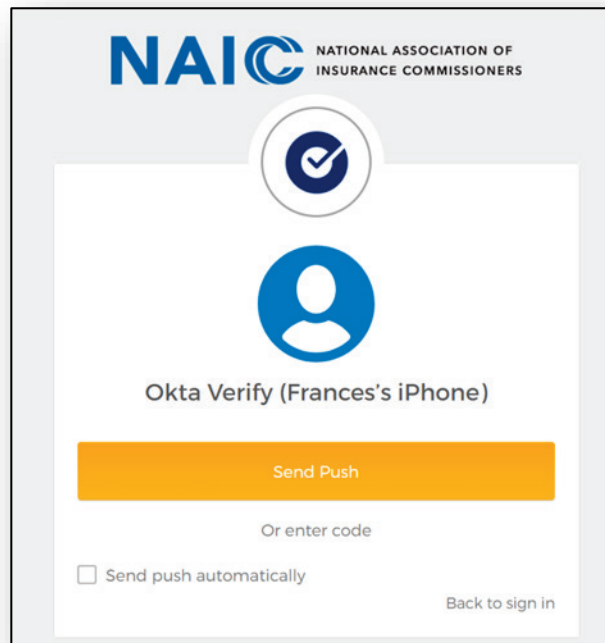 NAIC NATIONAL ASSOCIATION OF
INSURANCE COMMISSIONERS
Okta Verify (Frances's iPhone)
Send Push
Or enter code
Send push automatically
Back to sign in